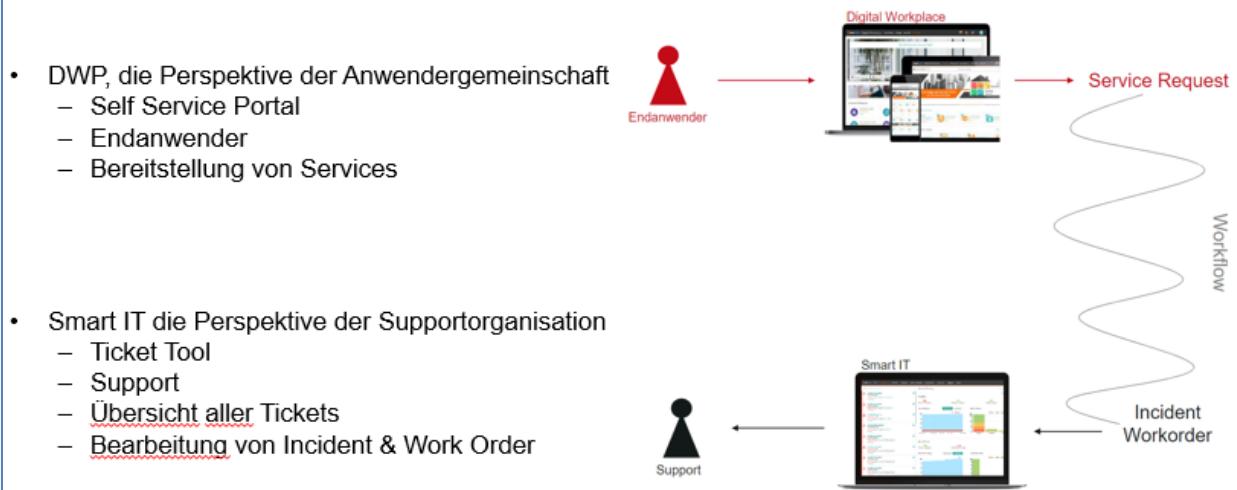 • DWP, die Perspektive der Anwendergemeinschaft
– Self Service Portal
– Endanwender
– Bereitstellung von Services
Digital Workplace
Endanwender
Service Request
Workflow
• Smart IT die Perspektive der Supportorganisation
– Ticket Tool
– Support
– Übersicht aller Tickets
– Bearbeitung von Incident & Work Order
Smart IT
Support
Incident
Workorder